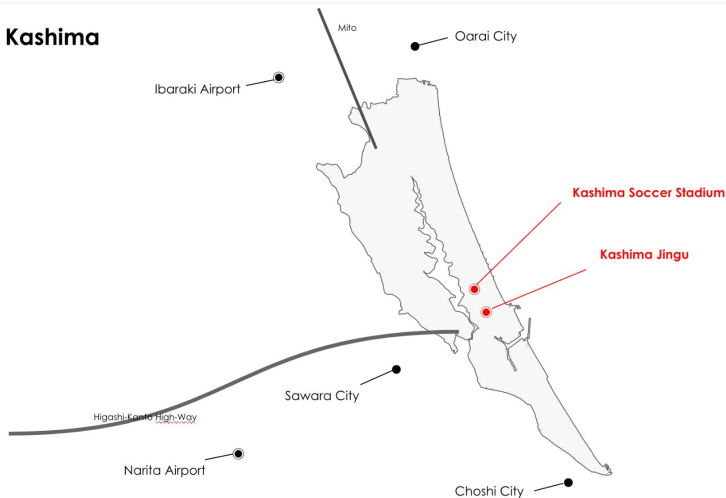 Kashima
Mito
Oarai City
Ibaraki Airport
Kashima Soccer Stadium
Kashima Jingu
Sawara City
Higashi-Kanto High-Way
Narita Airport
Choshi City